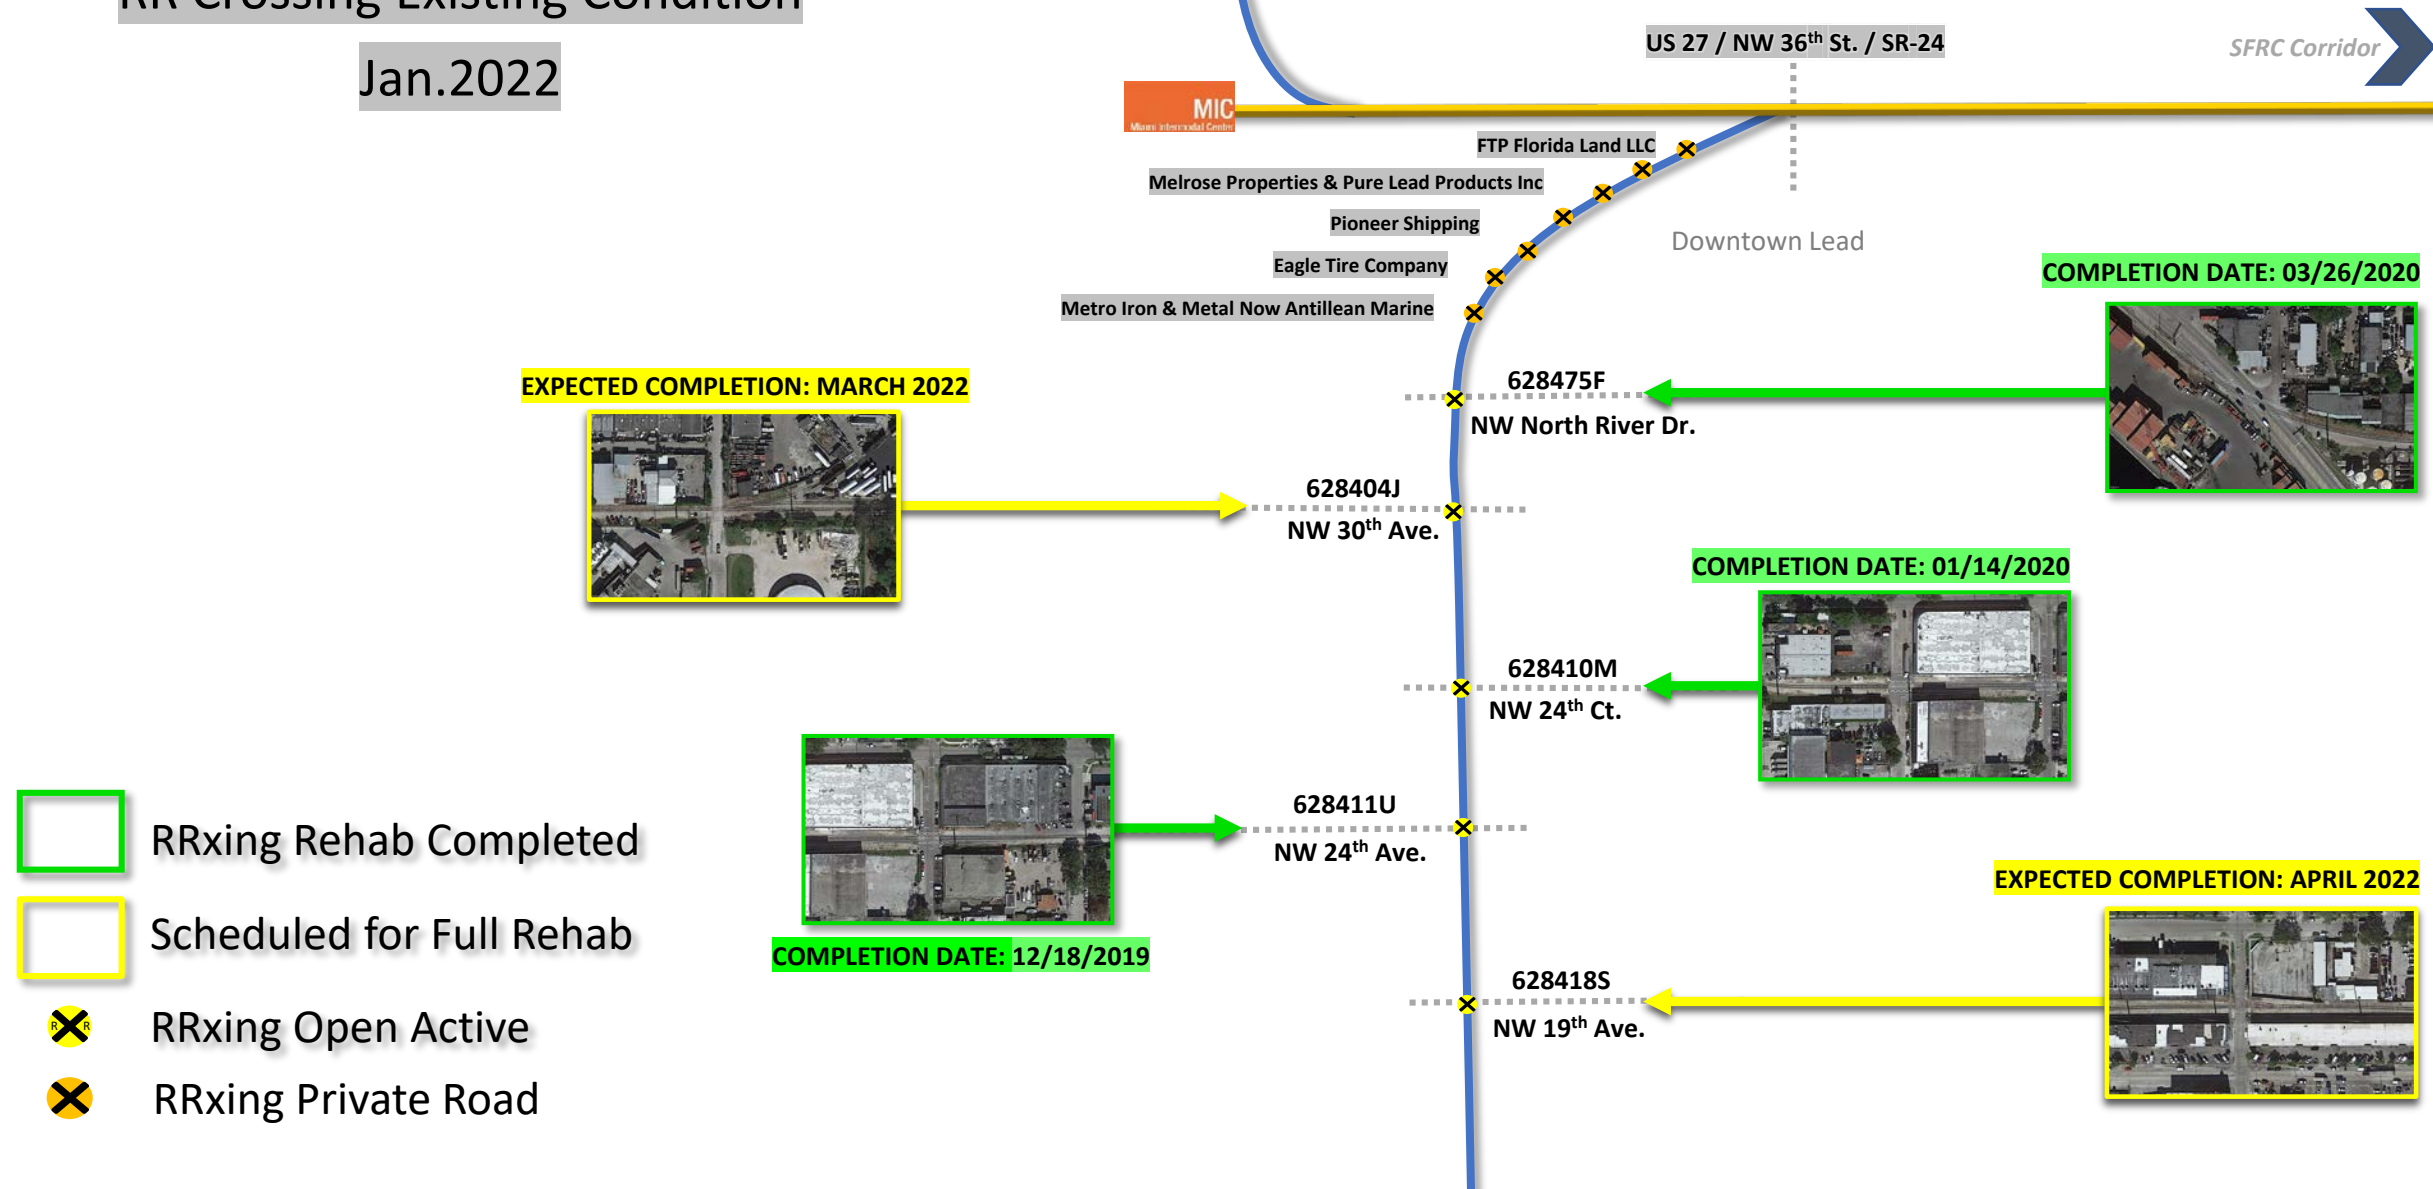 RR Crossing Existing Condition
Jan.2022
US 27 / NW 36th St. / SR-24
SFRC Corridor
MIC
Miami Intermodal Center
FTP Florida Land LLC
Melrose Properties & Pure Lead Products Inc
Pioneer Shipping
Downtown Lead
Eagle Tire Company
COMPLETION DATE: 03/26/2020
Metro Iron & Metal Now Antillean Marine
EXPECTED COMPLETION: MARCH 2022
628475F
NW North River Dr.
628404J
NW 30th Ave.
COMPLETION DATE: 01/14/2020
628410M
NW 24th Ct.
628411U
NW 24th Ave.
COMPLETION DATE: 12/18/2019
EXPECTED COMPLETION: APRIL 2022
628418S
NW 19th Ave.
RRxing Rehab Completed
Scheduled for Full Rehab
R R
RRxing Open Active
RRxing Private Road